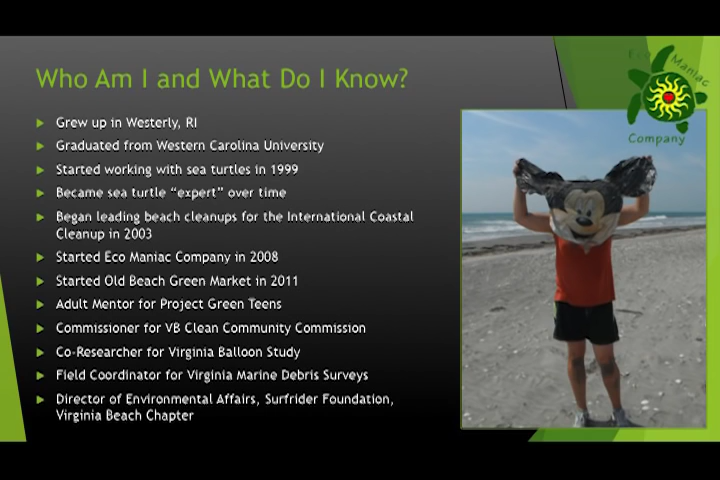 Who Am I and What Do I Know?
Grew up in Westerly, RI
Graduated from Western Carolina University
Started working with sea turtles in 1999
Became sea turtle “expert” over time
Began leading beach cleanups for the International Coastal
Cleanup in 2003
Started Eco Maniac Company in 2008
Started Old Beach Green Market in 2011
Adult Mentor for Project Green Teens
Commissioner for VB Clean Community Commission
Co-Researcher for Virginia Balloon Study
Field Coordinator for Virginia Marine Debris Surveys
Director of Environmental Affairs, Surfrider Foundation,
Virginia Beach Chapter
Eco Maniac
Company